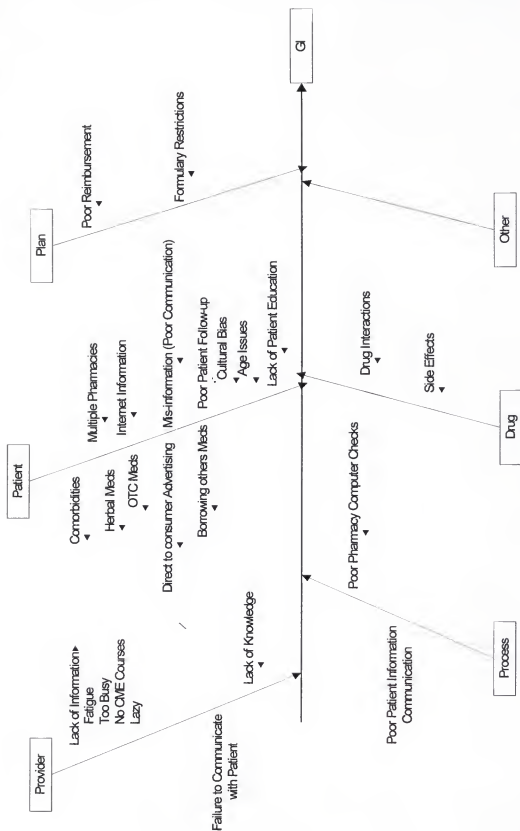 Provider
Lack of Information
Fatigue
Too Busy
No CME Courses
Lazy
Failure to Communicate
with Patient
Lack of Knowledge
Patient
Comorbidities
Herbal Meds
OTC Meds
Direct to consumer Advertising
Borrowing others Meds
Multiple Pharmacies
Internet Information
Mis-information (Poor Communication)
Poor Patient Follow-up
Cultural Bias
Age Issues
Lack of Patient Education
Plan
Poor Reimbursement
Formulary Restrictions
GI
Poor Patient Information
Communication
Poor Pharmacy Computer Checks
Process
Drug Interactions
Side Effects
Drug
Other